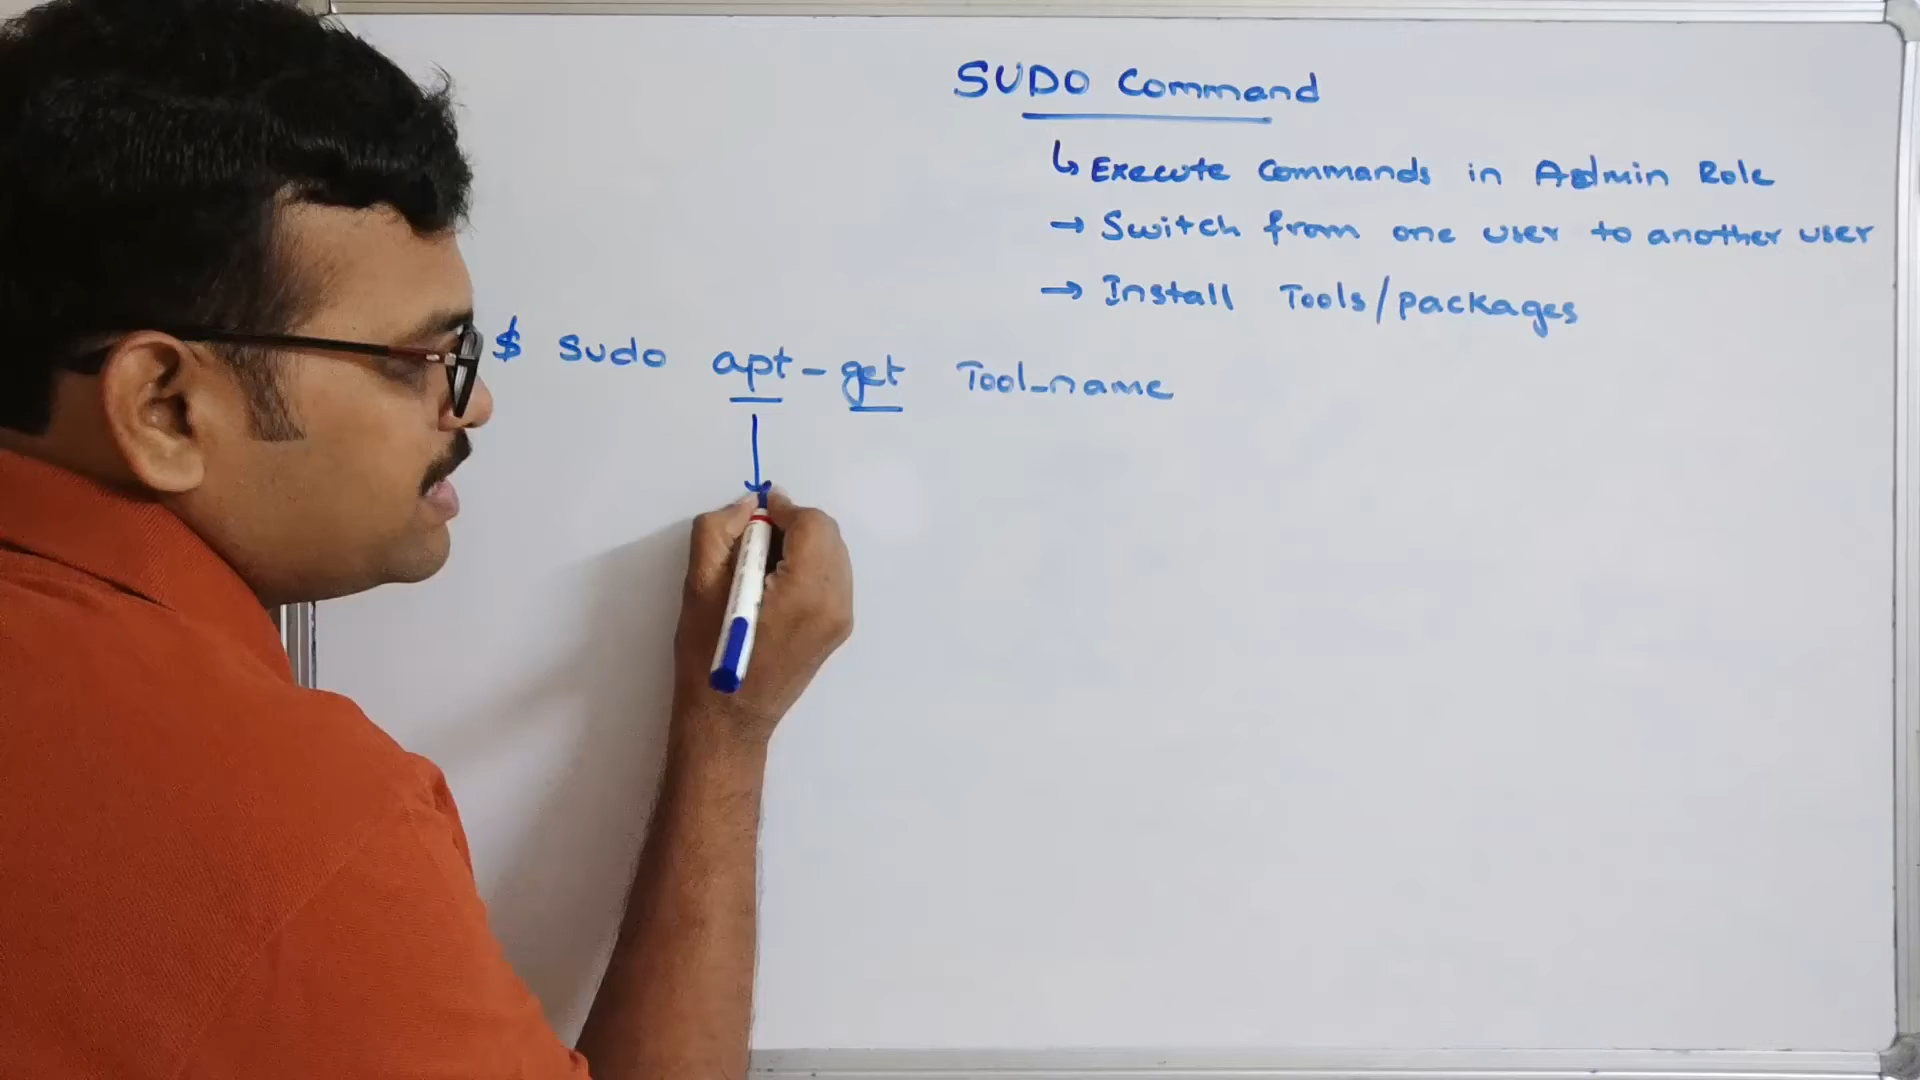 SUDO Command
↳ Execute Commands in Admin Role
→ Switch from one user to another user
→ Install Tools/packages
$ sudo apt-get Tool_name